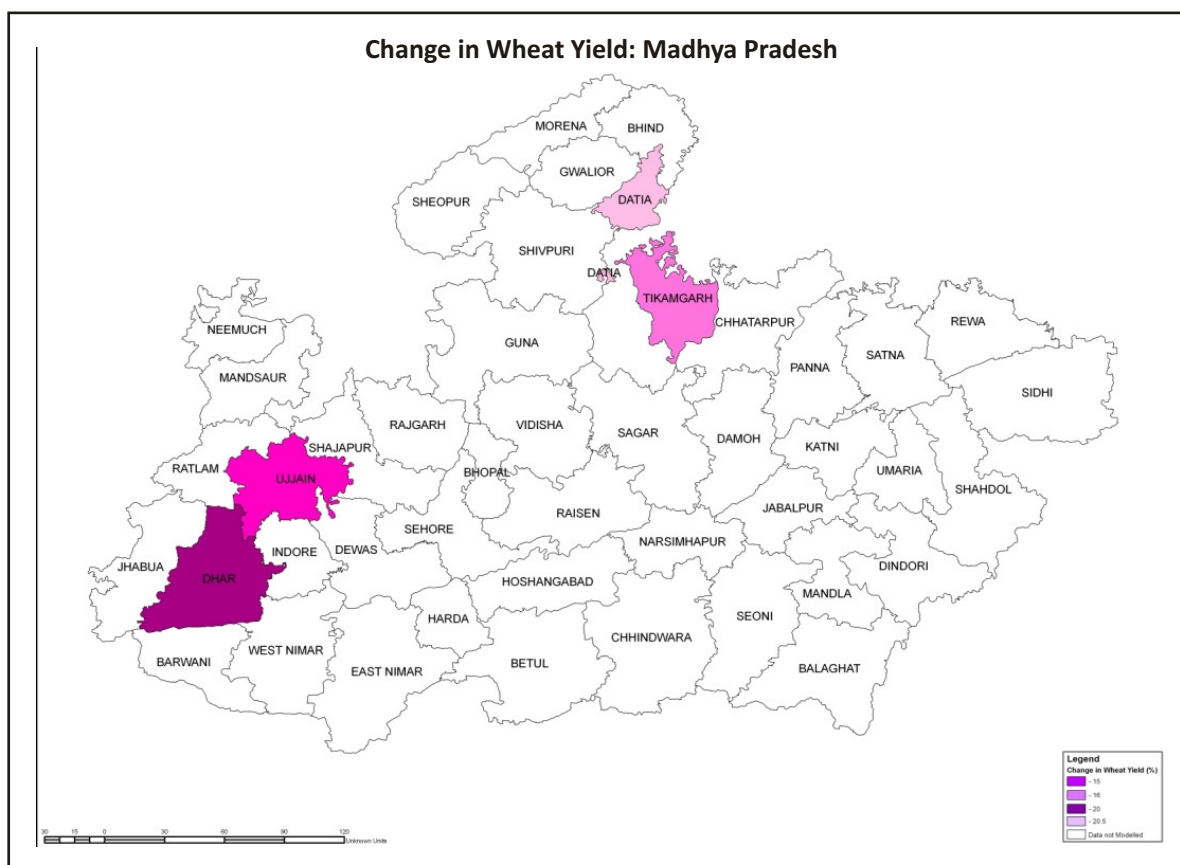 Change in Wheat Yield: Madhya Pradesh
MORENA
BHIND
GWALIOR
SHEOPUR
DATIA
SHIVPURI
DATIA
TIKAMGARH
NEEMUCH
GUNA
CHHATARPUR
REWA
PANNA
SATNA
MANDSAUR
SIDHI
RAJGARH
VIDISHA
SAGAR
DAMOH
SHAJAPUR
KATNI
RATLAM
UJJAIN
BHOPAL
UMARIA
SHAHDOL
JABALPUR
RAISEN
SEHORE
NARSIMHAPUR
INDORE
DEWAS
JHABUA
DHAR
HOSHANGABAD
DINDORI
MANDLA
HARDA
SEONI
CHHINDWARA
WEST NIMAR
BARWANI
EAST NIMAR
BETUL
BALAGHAT
Legend
Change in Wheat Yield (%)
- 15
- 16
- 20
- 20.5
Data not Modelled
30 15 0 30 60 90 120
Unknown Units